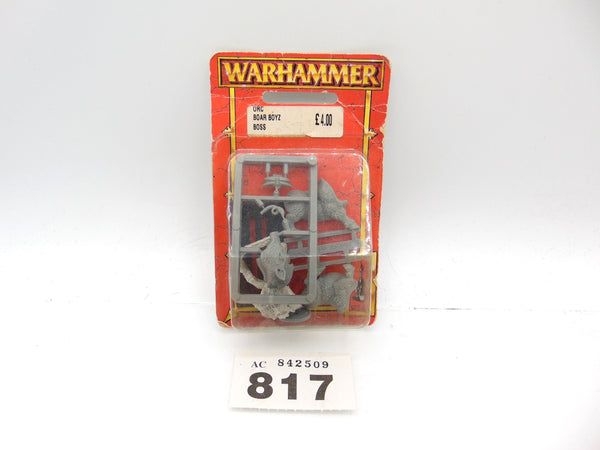 WARHAMMER
ORC
BOAR BOYZ £4.00
BOSS
AC 842509
817